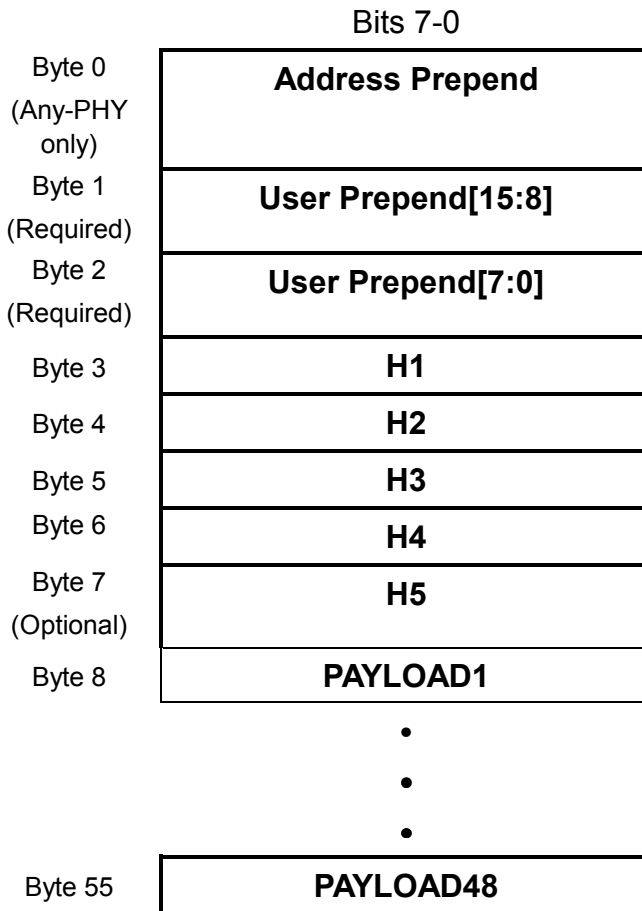 Bits 7-0
Byte 0
(Any-PHY
only)
Address Prepend
Byte 1
(Required)
User Prepend[15:8]
Byte 2
(Required)
User Prepend[7:0]
Byte 3
H1
Byte 4
H2
Byte 5
H3
Byte 6
H4
Byte 7
(Optional)
H5
Byte 8
PAYLOAD1
•
•
•
Byte 55
PAYLOAD48